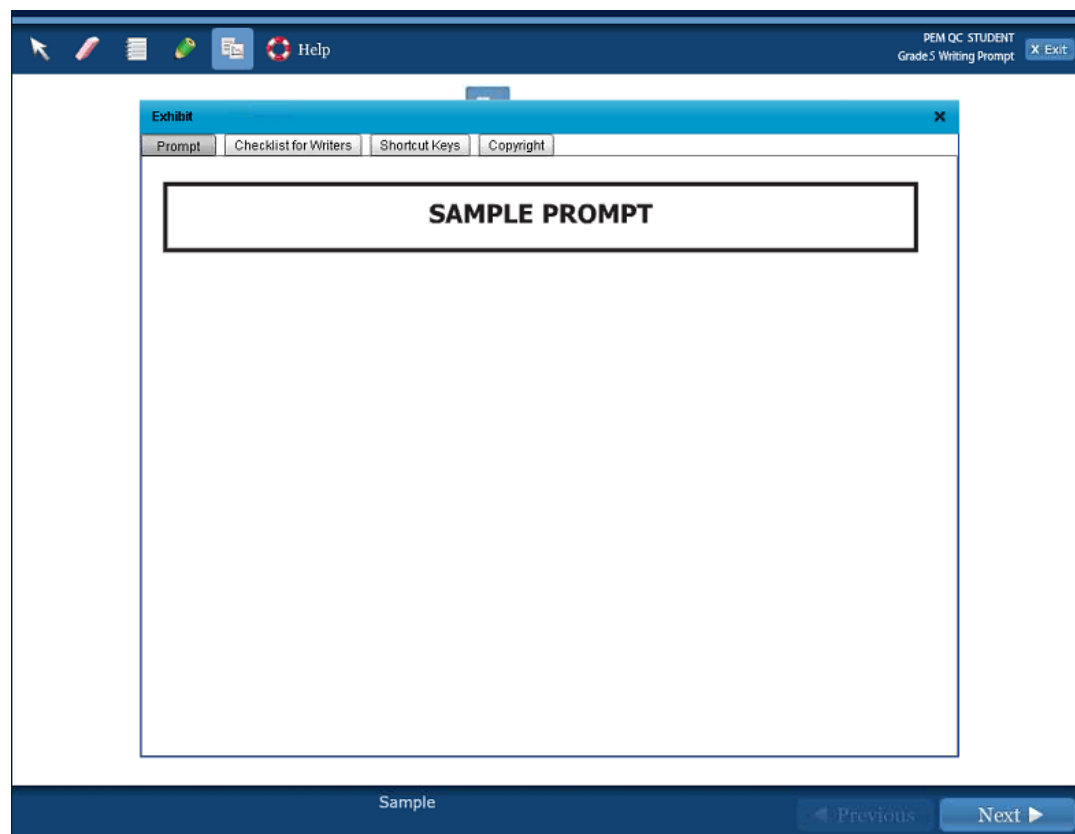 Help
PEM QC STUDENT
Grade 5 Writing Prompt
X Exit
Exhibit
Prompt
Checklist for Writers
Shortcut Keys
Copyright
SAMPLE PROMPT
Sample
Previous
Next